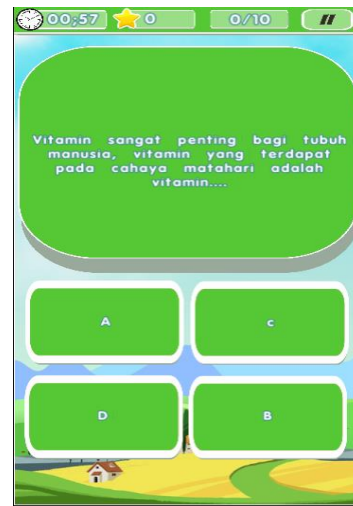 00;57 0 0/10
Vitamin sangat penting bagi tubuh
manusia, vitamin yang terdapat
pada cahaya matahari adalah
vitamin....
A
c
D
B